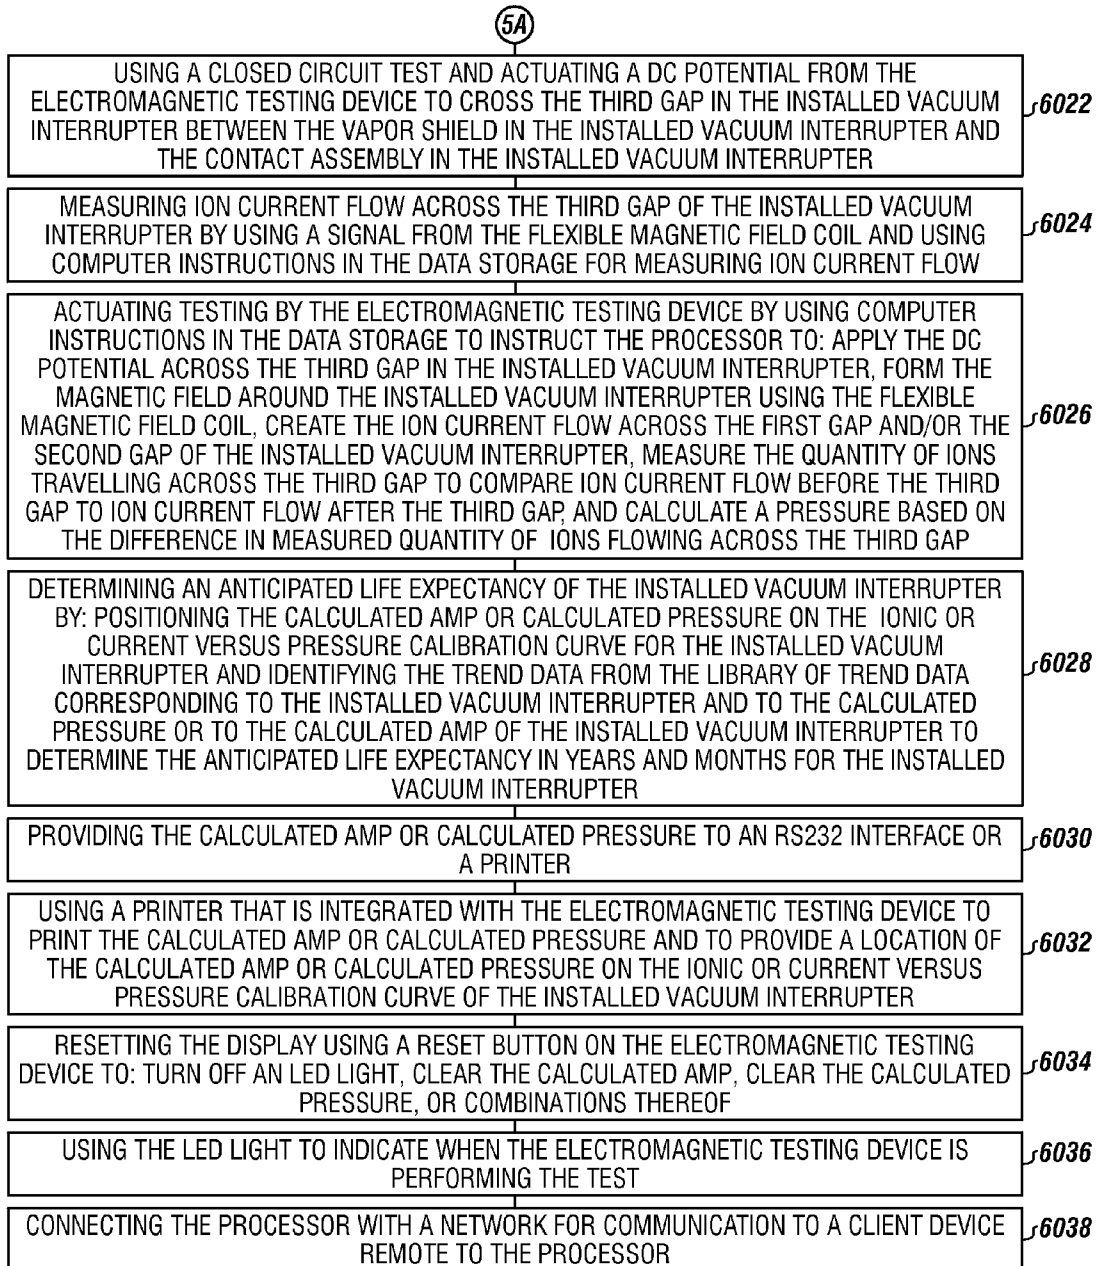 5A
USING A CLOSED CIRCUIT TEST AND ACTUATING A DC POTENTIAL FROM THE
ELECTROMAGNETIC TESTING DEVICE TO CROSS THE THIRD GAP IN THE INSTALLED VACUUM
INTERRUPTER BETWEEN THE VAPOR SHIELD IN THE INSTALLED VACUUM INTERRUPTER AND
THE CONTACT ASSEMBLY IN THE INSTALLED VACUUM INTERRUPTER
6022
MEASURING ION CURRENT FLOW ACROSS THE THIRD GAP OF THE INSTALLED VACUUM
INTERRUPTER BY USING A SIGNAL FROM THE FLEXIBLE MAGNETIC FIELD COIL AND USING
COMPUTER INSTRUCTIONS IN THE DATA STORAGE FOR MEASURING ION CURRENT FLOW
6024
ACTUATING TESTING BY THE ELECTROMAGNETIC TESTING DEVICE BY USING COMPUTER
INSTRUCTIONS IN THE DATA STORAGE TO INSTRUCT THE PROCESSOR TO: APPLY THE DC
POTENTIAL ACROSS THE THIRD GAP IN THE INSTALLED VACUUM INTERRUPTER, FORM THE
MAGNETIC FIELD AROUND THE INSTALLED VACUUM INTERRUPTER USING THE FLEXIBLE
MAGNETIC FIELD COIL, CREATE THE ION CURRENT FLOW ACROSS THE FIRST GAP AND/OR THE
SECOND GAP OF THE INSTALLED VACUUM INTERRUPTER, MEASURE THE QUANTITY OF IONS
TRAVELLING ACROSS THE THIRD GAP TO COMPARE ION CURRENT FLOW BEFORE THE THIRD
GAP TO ION CURRENT FLOW AFTER THE THIRD GAP, AND CALCULATE A PRESSURE BASED ON
THE DIFFERENCE IN MEASURED QUANTITY OF IONS FLOWING ACROSS THE THIRD GAP
6026
DETERMINING AN ANTICIPATED LIFE EXPECTANCY OF THE INSTALLED VACUUM INTERRUPTER
BY: POSITIONING THE CALCULATED AMP OR CALCULATED PRESSURE ON THE IONIC OR
CURRENT VERSUS PRESSURE CALIBRATION CURVE FOR THE INSTALLED VACUUM
INTERRUPTER AND IDENTIFYING THE TREND DATA FROM THE LIBRARY OF TREND DATA
CORRESPONDING TO THE INSTALLED VACUUM INTERRUPTER AND TO THE CALCULATED
PRESSURE OR TO THE CALCULATED AMP OF THE INSTALLED VACUUM INTERRUPTER TO
DETERMINE THE ANTICIPATED LIFE EXPECTANCY IN YEARS AND MONTHS FOR THE INSTALLED
VACUUM INTERRUPTER
6028
PROVIDING THE CALCULATED AMP OR CALCULATED PRESSURE TO AN RS232 INTERFACE OR
A PRINTER
6030
USING A PRINTER THAT IS INTEGRATED WITH THE ELECTROMAGNETIC TESTING DEVICE TO
PRINT THE CALCULATED AMP OR CALCULATED PRESSURE AND TO PROVIDE A LOCATION OF
THE CALCULATED AMP OR CALCULATED PRESSURE ON THE IONIC OR CURRENT VERSUS
PRESSURE CALIBRATION CURVE OF THE INSTALLED VACUUM INTERRUPTER
6032
RESETTING THE DISPLAY USING A RESET BUTTON ON THE ELECTROMAGNETIC TESTING
DEVICE TO: TURN OFF AN LED LIGHT, CLEAR THE CALCULATED AMP, CLEAR THE CALCULATED
PRESSURE, OR COMBINATIONS THEREOF
6034
USING THE LED LIGHT TO INDICATE WHEN THE ELECTROMAGNETIC TESTING DEVICE IS
PERFORMING THE TEST
6036
CONNECTING THE PROCESSOR WITH A NETWORK FOR COMMUNICATION TO A CLIENT DEVICE
REMOTE TO THE PROCESSOR
6038